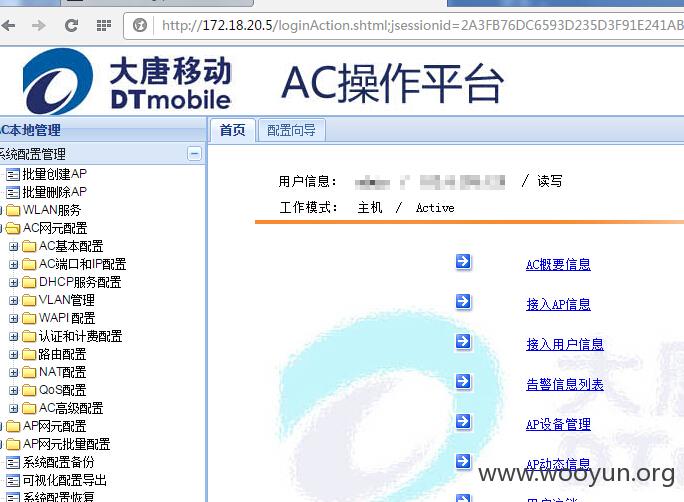 http://172.18.20.5/loginAction.shtml;jsessionid=2A3FB76DC6593D235D3F91E241AB
大唐移动
DTmobile
AC操作平台
AC本地管理
首页
配置向导
系统配置管理
批量创建AP
批量删除AP
WLAN服务
AC网元配置
AC基本配置
AC端口和IP配置
DHCP服务配置
VLAN管理
WAPI 配置
认证和计费配置
路由配置
NAT配置
QoS配置
AC高级配置
AP网元配置
AP网元批量配置
系统配置备份
可视化配置导出
系统配置恢复
用户信息: / 读写
工作模式: 主机 / Active
AC概要信息
接入AP信息
接入用户信息
告警信息列表
AP设备管理
AP动态信息
www.wooyun.org